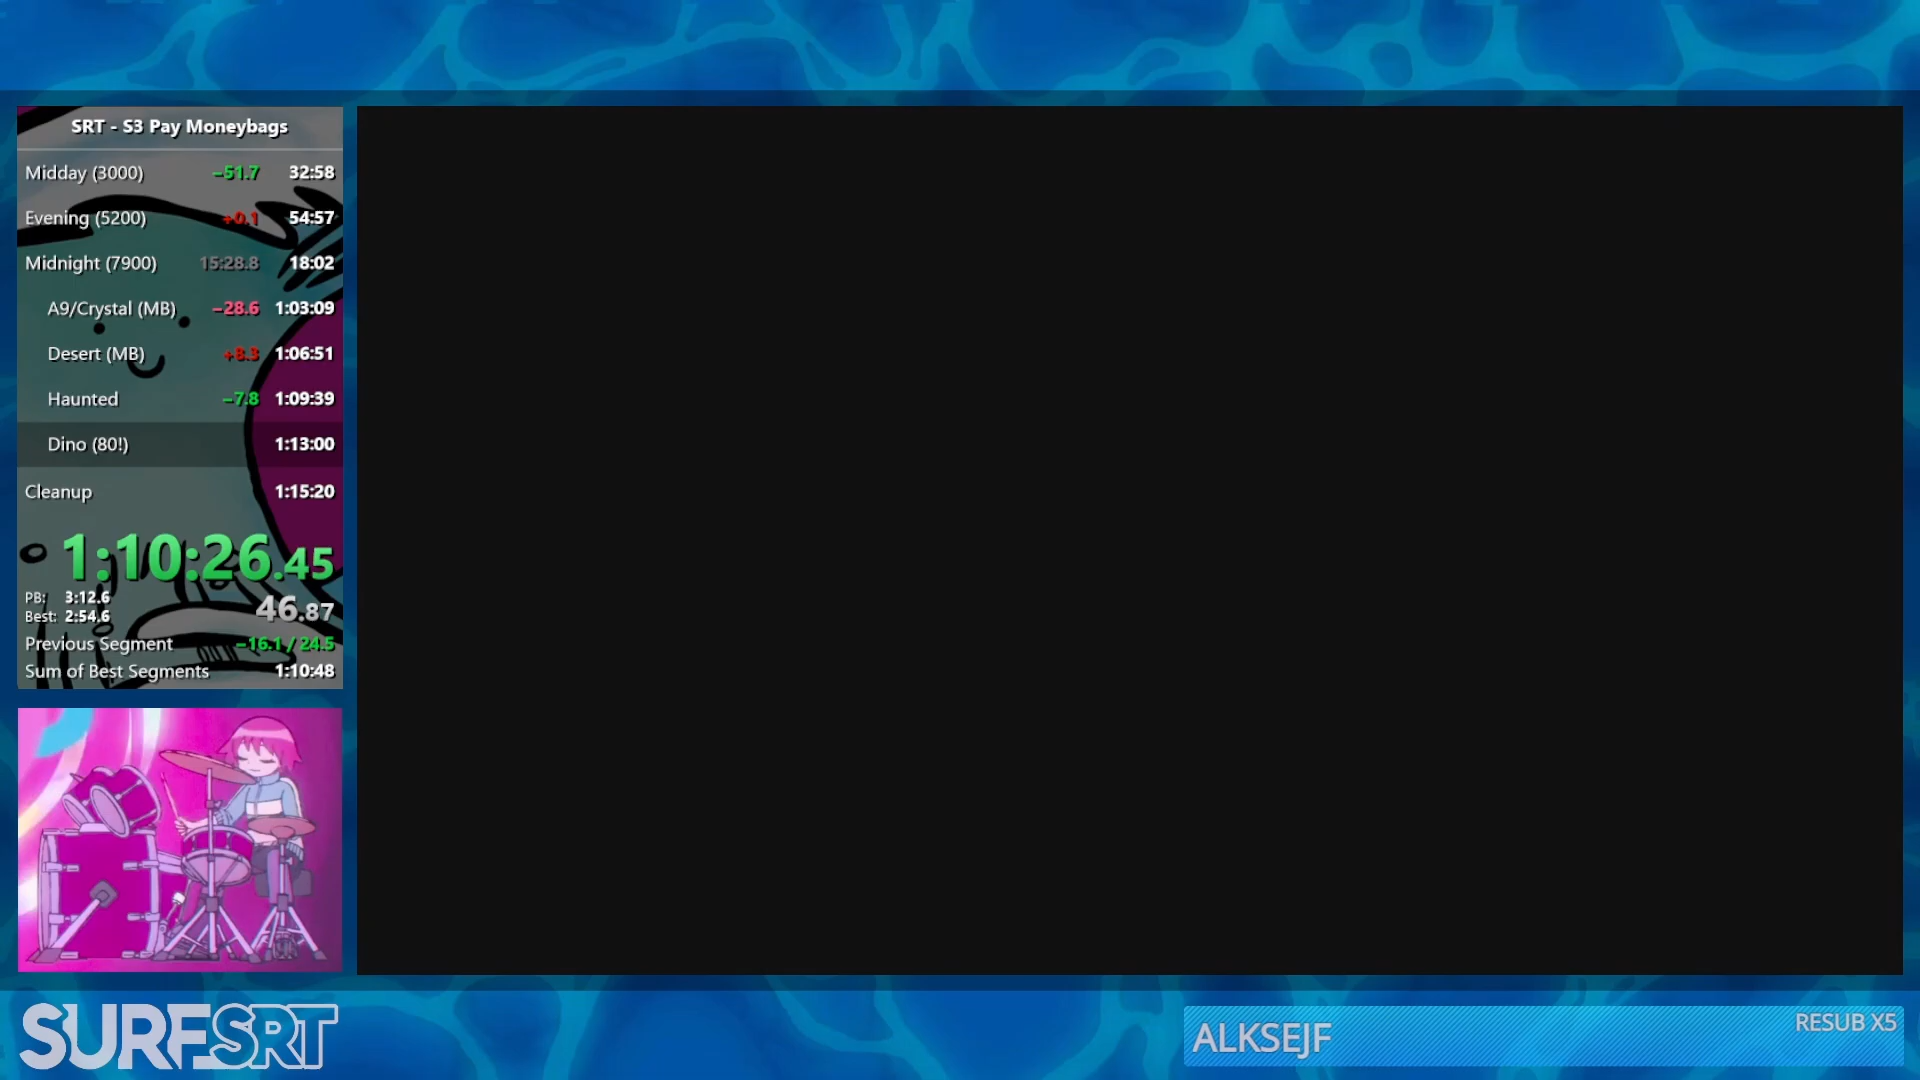 SRT - S3 Pay Moneybags
Midday (3000) −51.7 32:58
Evening (5200) +0.1 54:57
Midnight (7900) 15:28.8 18:02
A9/Crystal (MB) −28.6 1:03:09
Desert (MB) +8.3 1:06:51
Haunted −7.8 1:09:39
Dino (80!) 1:13:00
Cleanup 1:15:20
1:10:26.45
PB: 3:12.6
46.87
Best: 2:54.6
Previous Segment −16.1 / 24.5
Sum of Best Segments 1:10:48
SURFSRT
ALKSEJF
RESUB X5